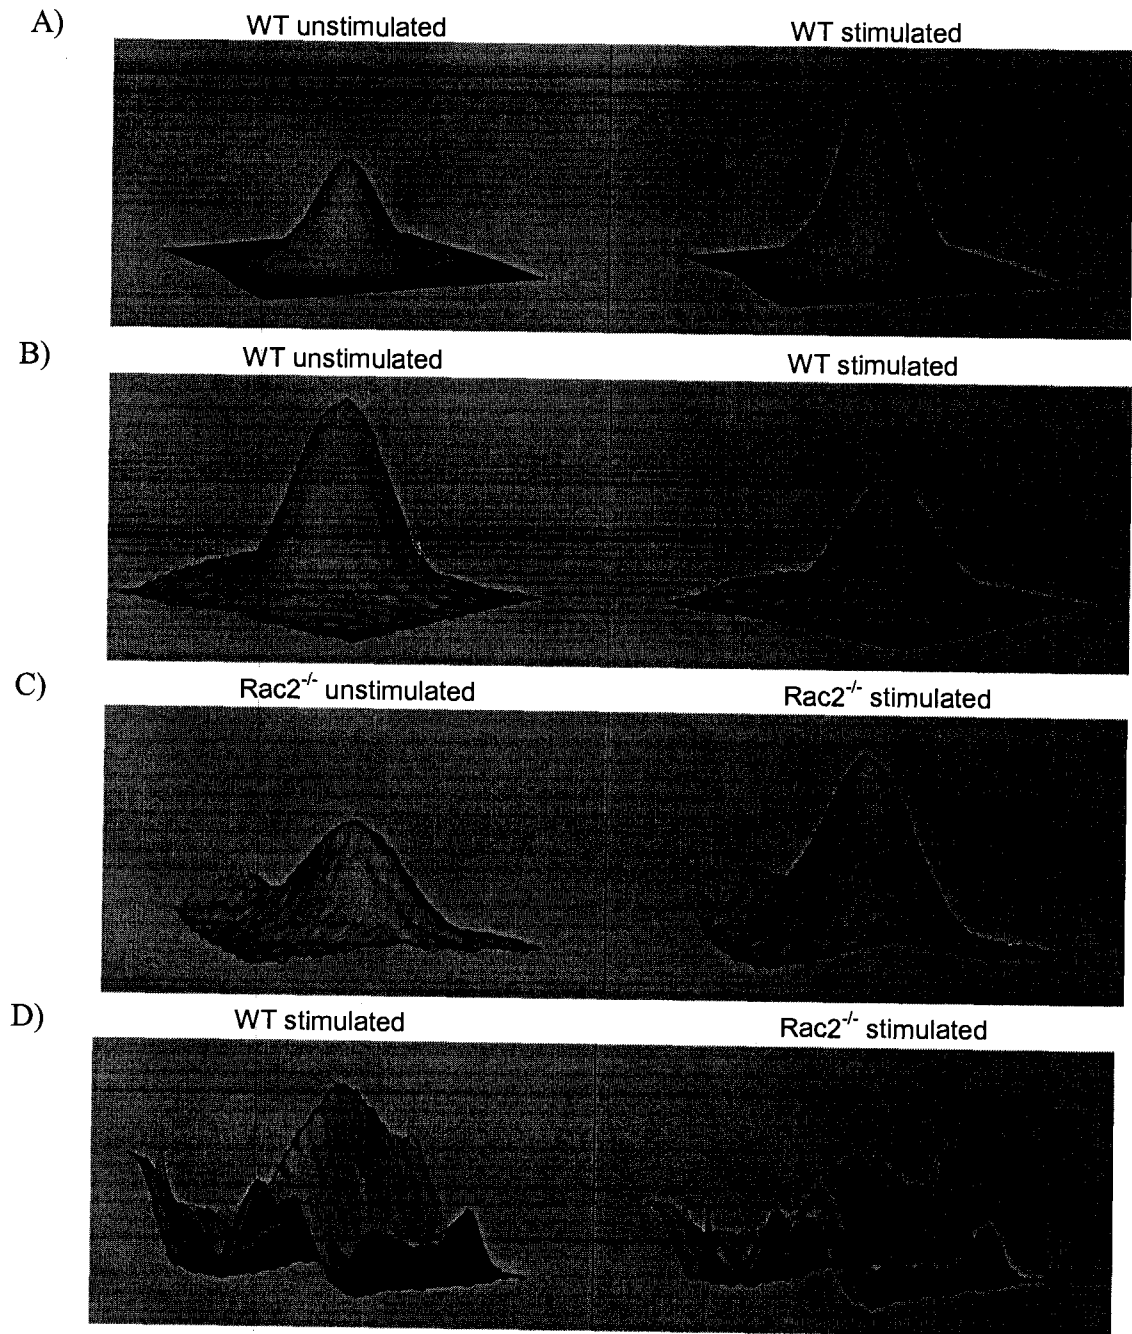 A)
WT unstimulated
WT stimulated
B)
WT unstimulated
WT stimulated
C)
Rac2-/- unstimulated
Rac2-/- stimulated
D)
WT stimulated
Rac2-/- stimulated